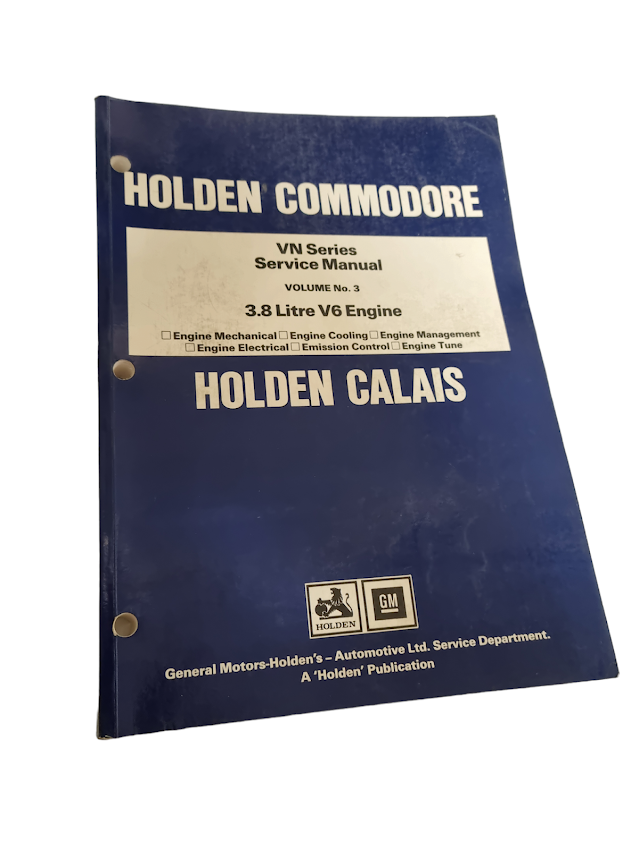 HOLDEN COMMODORE
VN Series
Service Manual
VOLUME No. 3
3.8 Litre V6 Engine
☐ Engine Mechanical ☐ Engine Cooling ☐ Engine Management
☐ Engine Electrical ☐ Emission Control ☐ Engine Tune
HOLDEN CALAIS
HOLDEN
GM
General Motors-Holden's – Automotive Ltd. Service Department.
A 'Holden' Publication